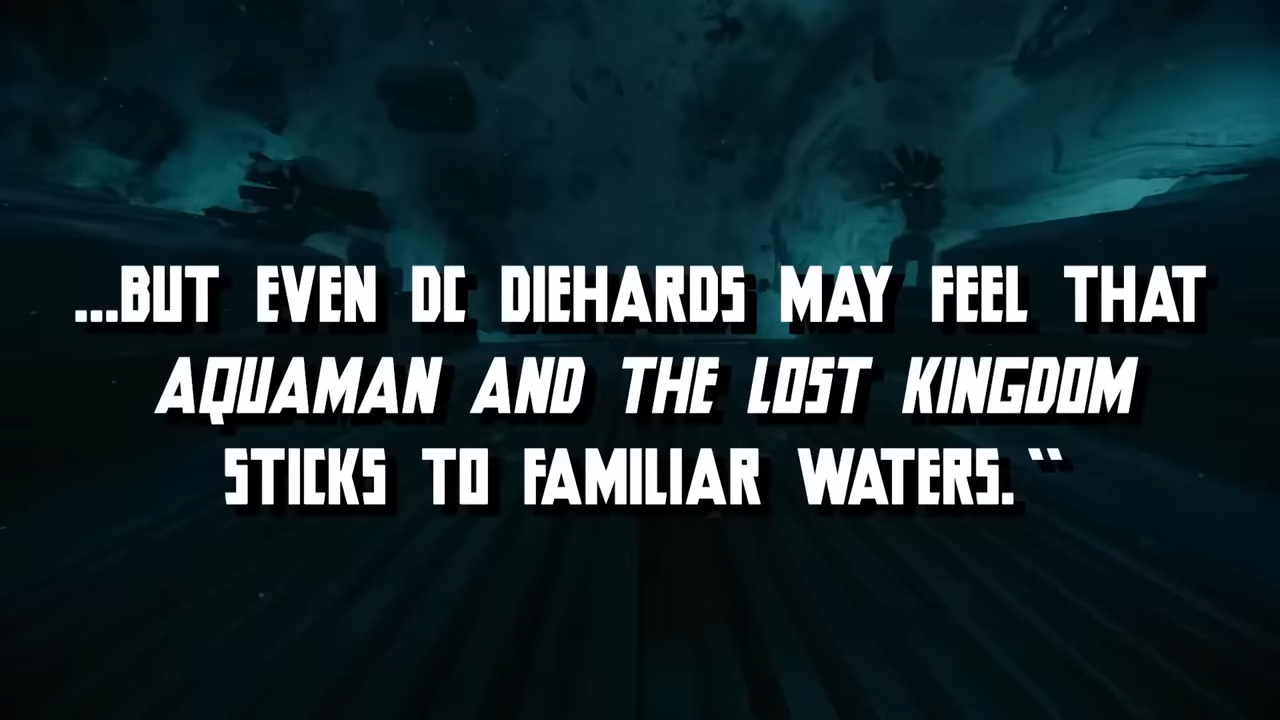 ...BUT EVEN DC DIEHARDS MAY FEEL THAT
AQUAMAN AND THE LOST KINGDOM
STICKS TO FAMILIAR WATERS.“